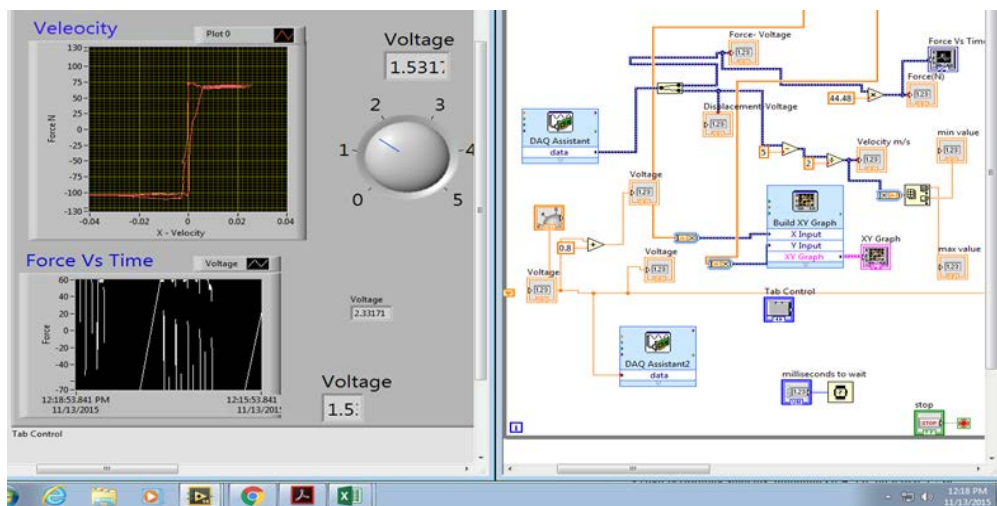 Veleocity
Plot 0
130
100
75
50
25
0
-25
-50
-75
-100
-130
Force N
-0.04
-0.02
0
0.02
0.04
X - Velocity
Voltage
1.5317
0
1
2
3
4
5
Force Vs Time
Voltage
60
40
20
0
-20
-40
-70
Force
12:18:53.841 PM
11/13/2015
12:15:53.841
11/13/201
Voltage
2.33171
Voltage
1.5
Tab Control
Force- Voltage
Force Vs Time
Force(N)
44.48
Displacement-Voltage
DAQ Assistant
data
5
2
Velocity m/s
min value
Voltage
Build XY Graph
X Input
Y Input
XY Graph
XY Graph
max value
0.8
Voltage
Voltage
Tab Control
DAQ Assistant2
data
milliseconds to wait
stop
STOP
i
12:18 PM
11/13/2015